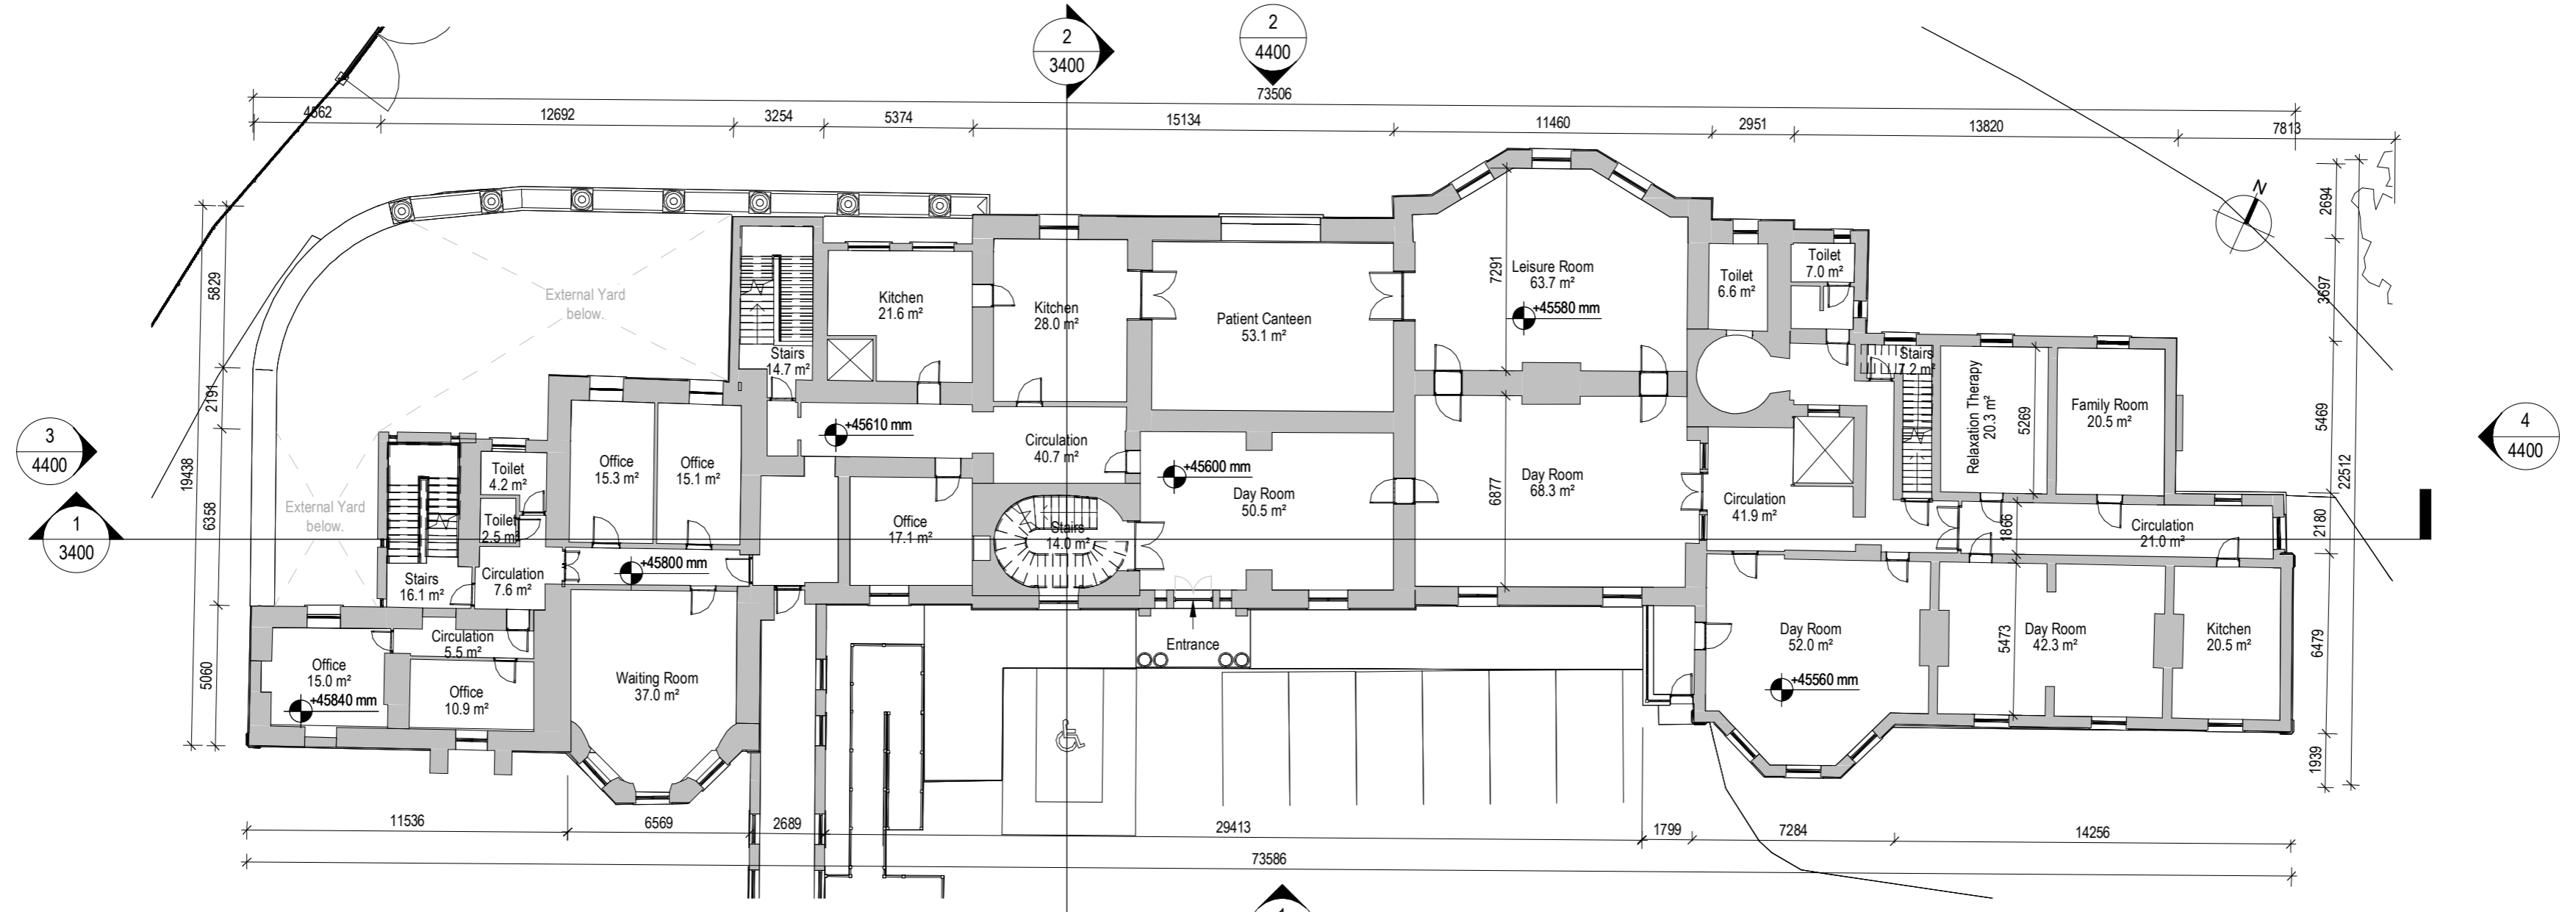 2
3400
2
4400
73506
4562
12692
3254
5374
15134
11460
2951
13820
7813
N
2694
3697
5469
22512
2180
6479
1939
5829
2191
19438
6358
5060
3
4400
1
3400
4
4400
External Yard
below.
External Yard
below.
Stairs
14.7 m²
Kitchen
21.6 m²
Kitchen
28.0 m²
Patient Canteen
53.1 m²
7291
Leisure Room
63.7 m²
+45580 mm
Toilet
6.6 m²
Toilet
7.0 m²
Stairs
7.2 m²
Relaxation Therapy
20.3 m²
5269
Family Room
20.5 m²
+45610 mm
Circulation
40.7 m²
+45600 mm
Day Room
50.5 m²
6877
Day Room
68.3 m²
Circulation
41.9 m²
1866
Circulation
21.0 m²
Toilet
4.2 m²
Toilet
2.5 m²
Office
15.3 m²
Office
15.1 m²
Office
17.1 m²
Stairs
14.0 m²
Stairs
16.1 m²
Circulation
7.6 m²
+45800 mm
Circulation
5.5 m²
Office
15.0 m²
+45840 mm
Office
10.9 m²
Waiting Room
37.0 m²
Entrance
Day Room
52.0 m²
+45560 mm
5473
Day Room
42.3 m²
Kitchen
20.5 m²
11536
6569
2689
29413
1799
7284
14256
73586